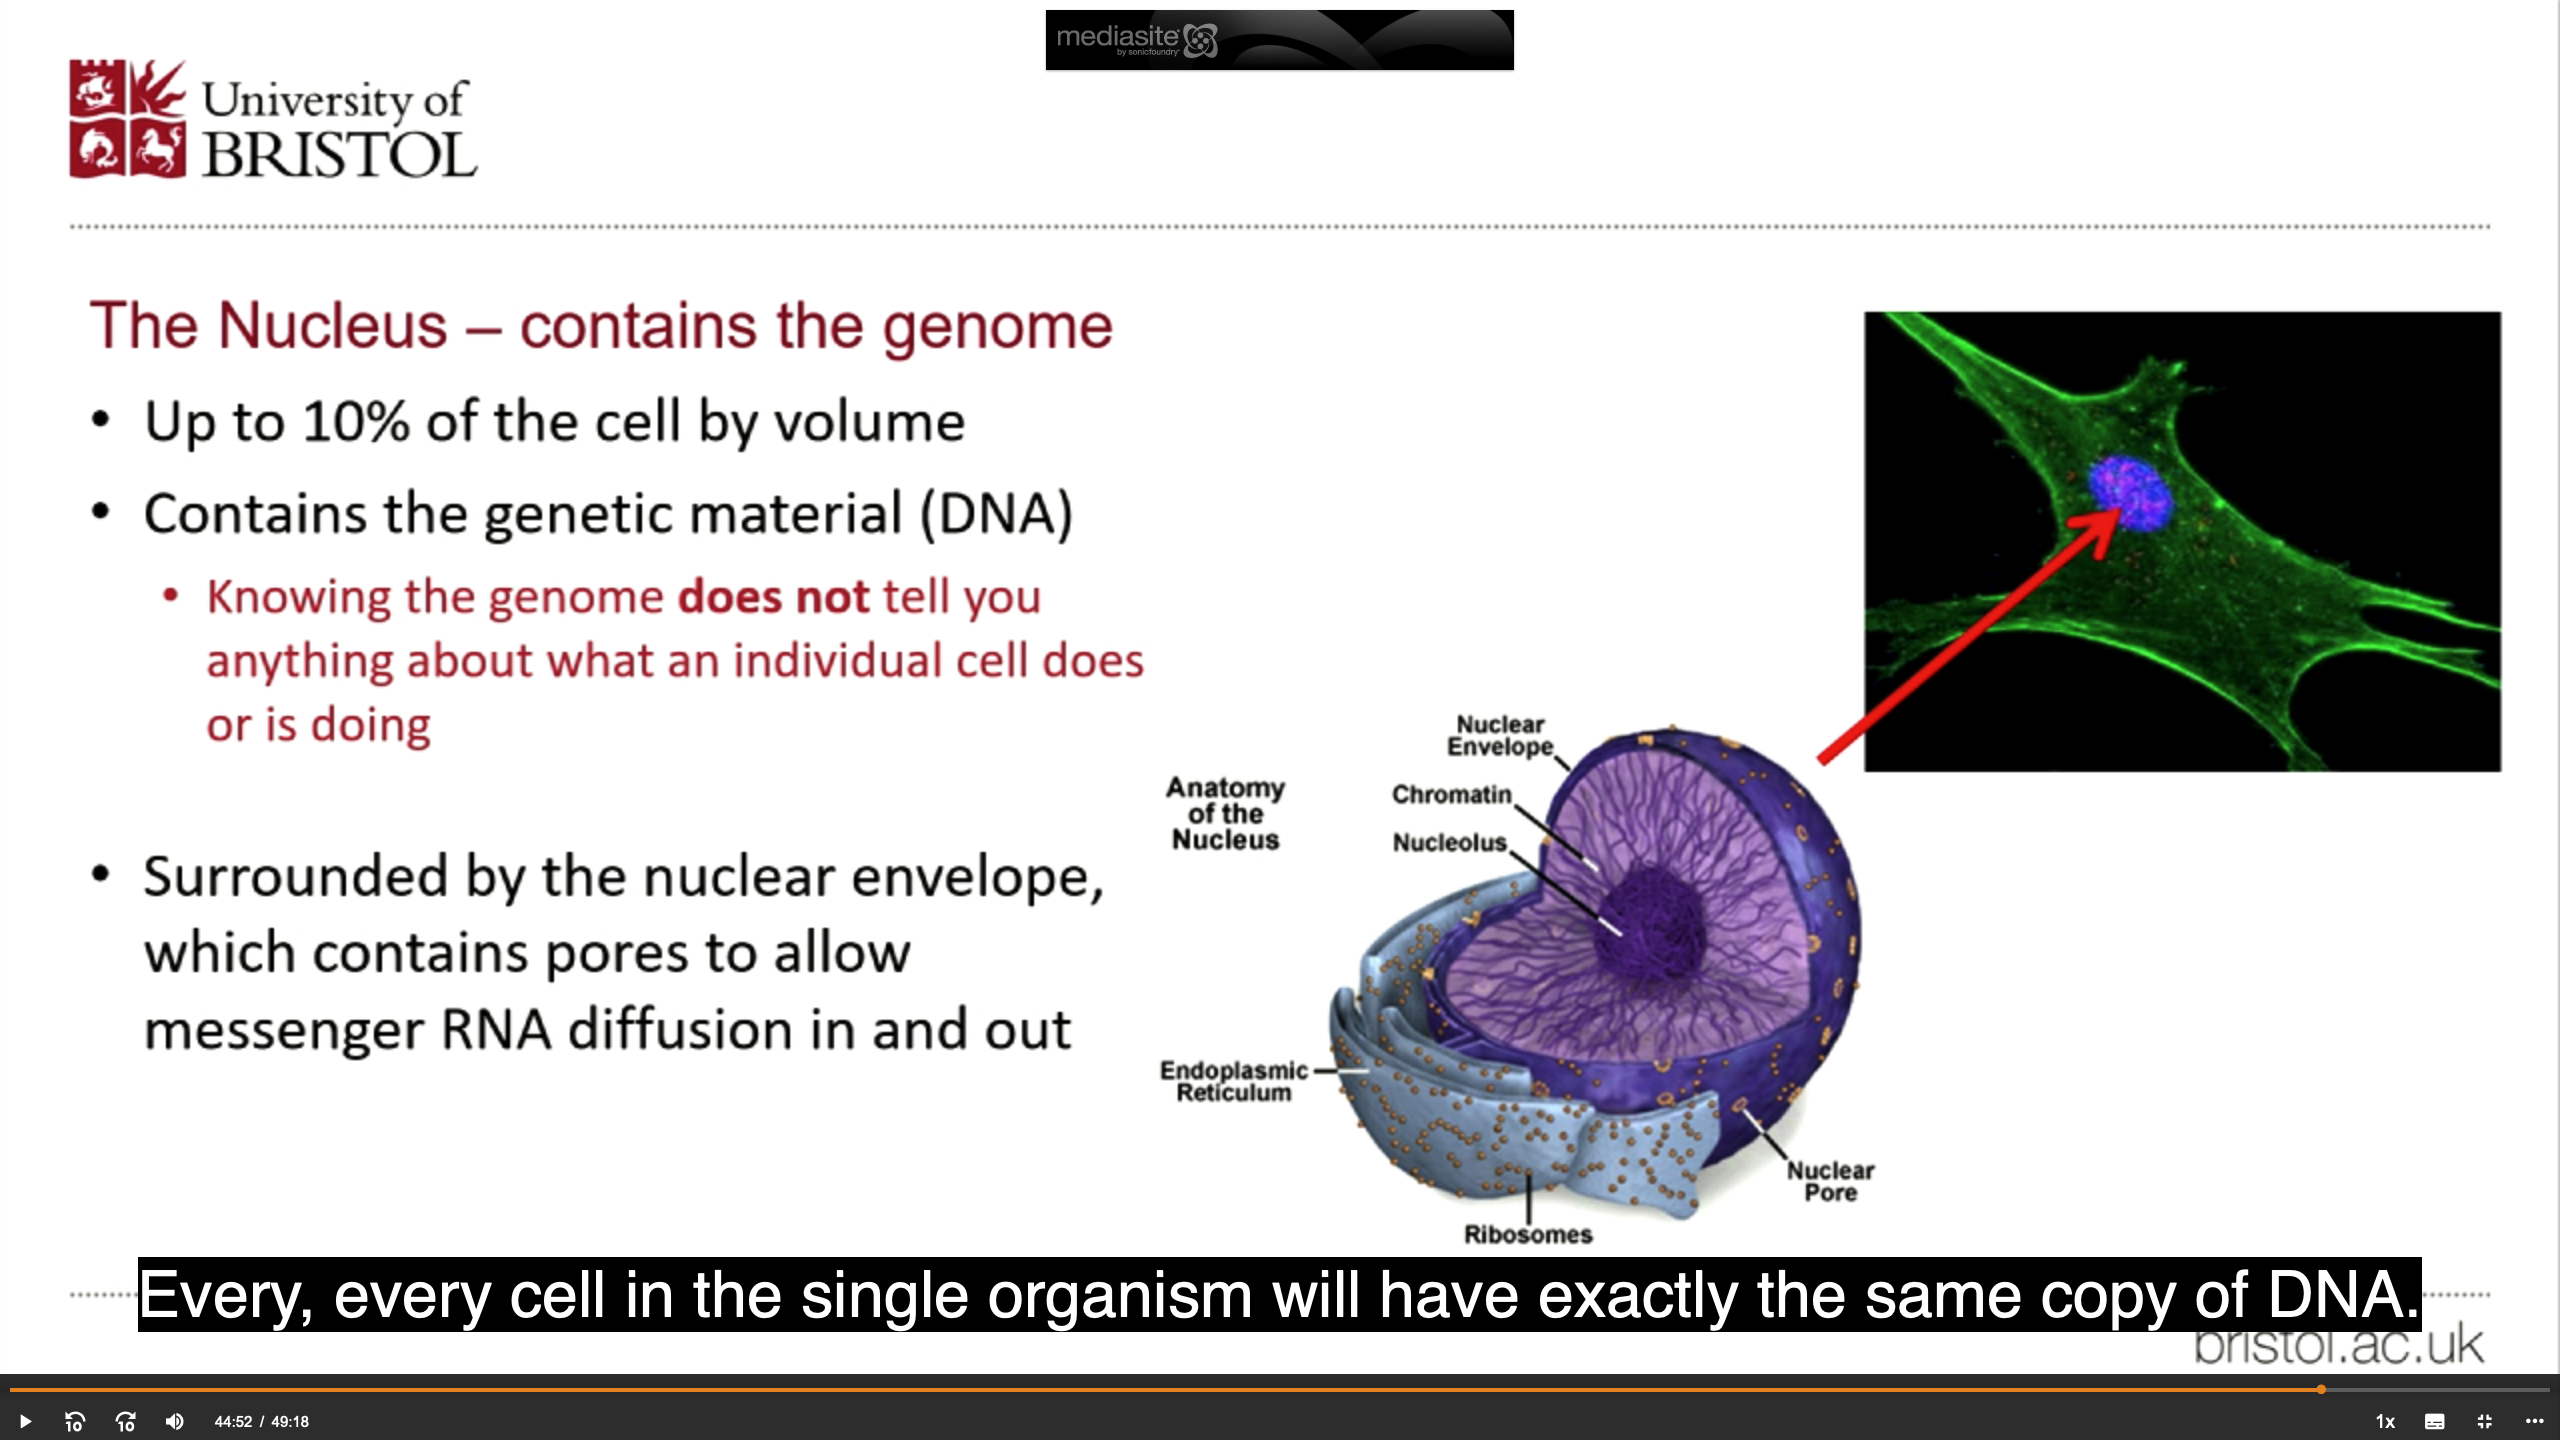 mediasite
by sonicfoundry
University of
BRISTOL
The Nucleus – contains the genome
• Up to 10% of the cell by volume
• Contains the genetic material (DNA)
• Knowing the genome does not tell you
anything about what an individual cell does
or is doing
• Surrounded by the nuclear envelope,
which contains pores to allow
messenger RNA diffusion in and out
Anatomy
of the
Nucleus
Nuclear
Envelope
Chromatin
Nucleolus
Endoplasmic
Reticulum
Ribosomes
Nuclear
Pore
Every, every cell in the single organism will have exactly the same copy of DNA.
bristol.ac.uk
10
10
44:52 / 49:18
1x